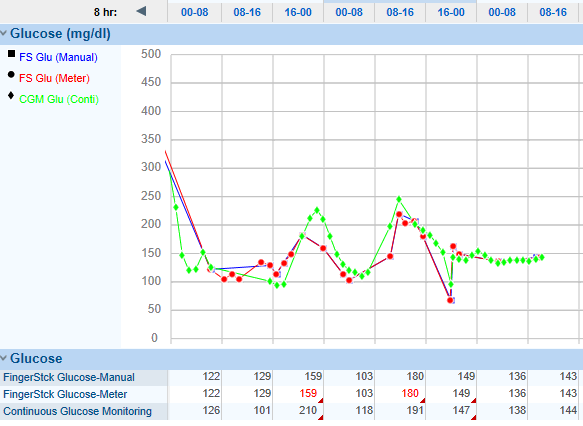 8 hr: 00-08 08-16 16-00 00-08 08-16 16-00 00-08 08-16
Glucose (mg/dl)
FS Glu (Manual)
FS Glu (Meter)
CGM Glu (Conti)
500
450
400
350
300
250
200
150
100
50
0
Glucose
FingerStck Glucose-Manual 122 129 159 103 180 149 136 143
FingerStck Glucose-Meter 122 129 159 103 180 149 136 143
Continuous Glucose Monitoring 126 101 210 118 191 147 138 144